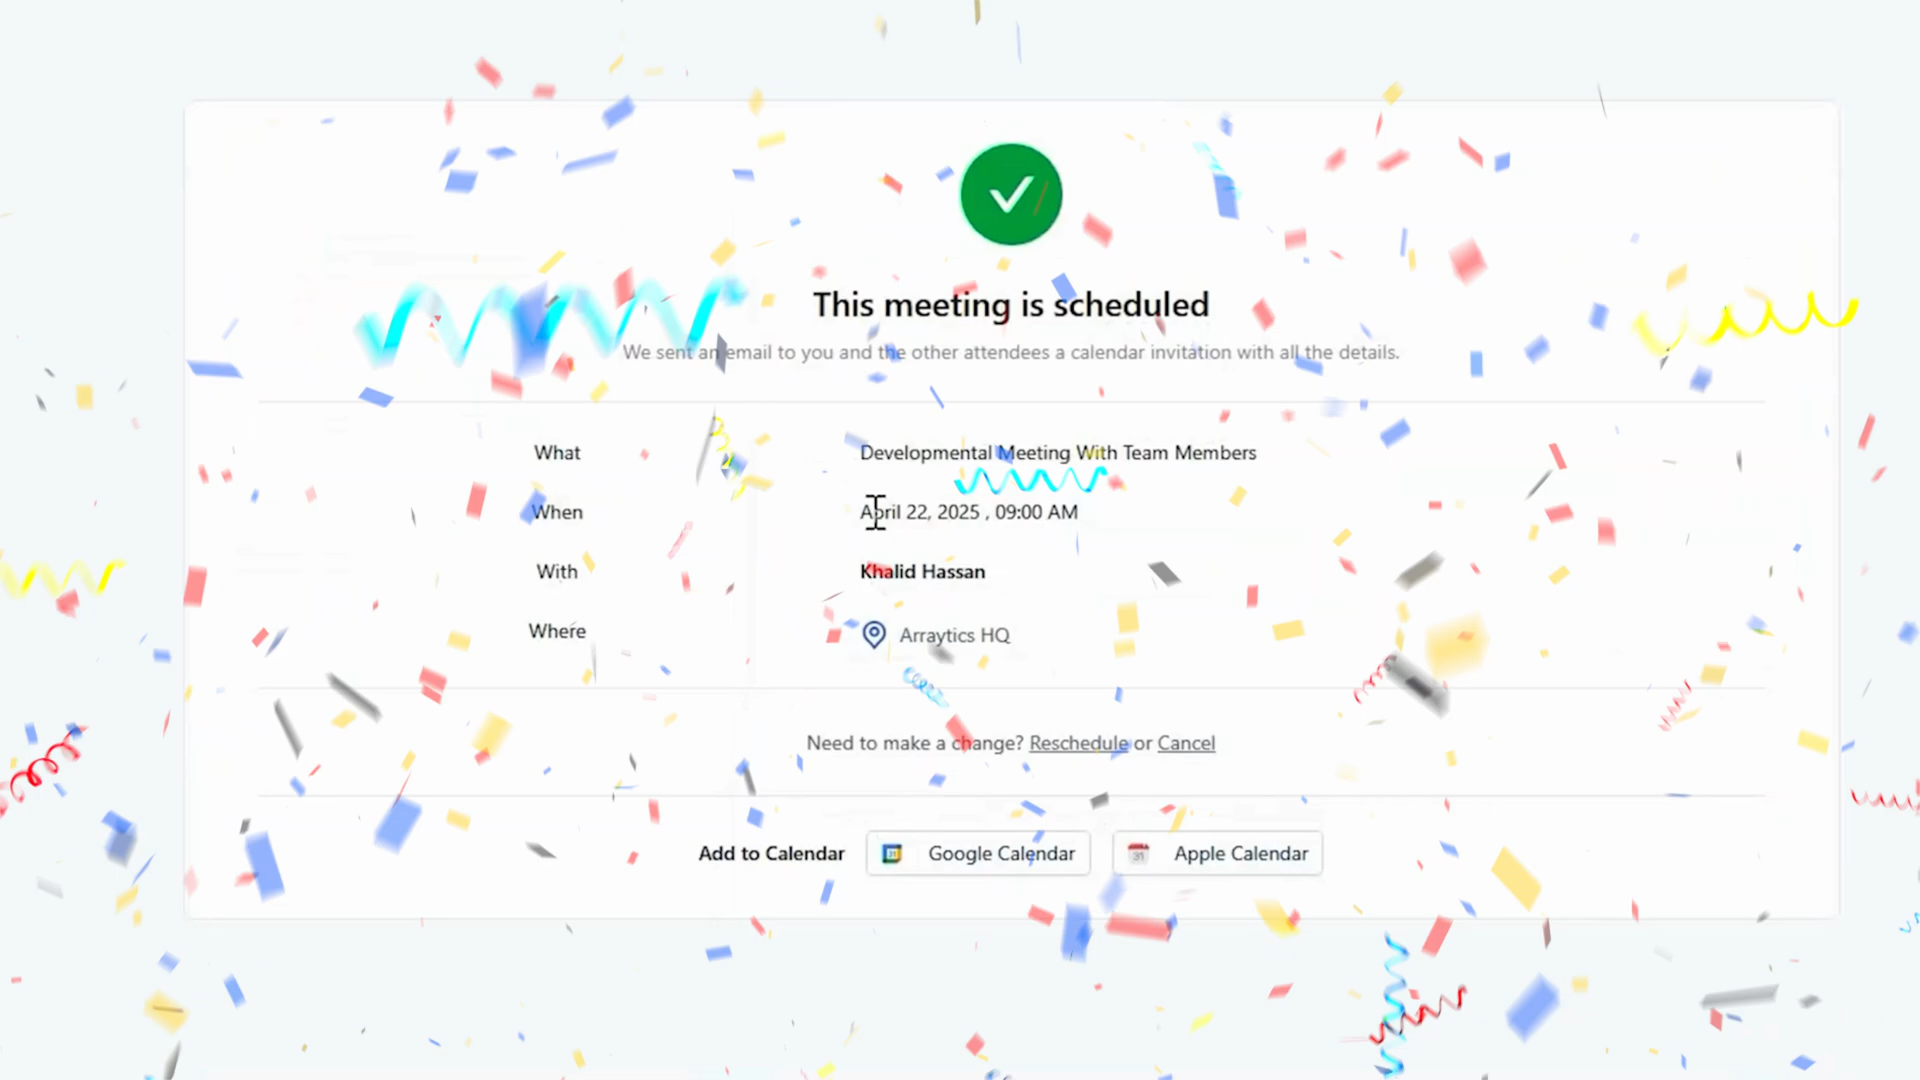 This meeting is scheduled
We sent an email to you and the other attendees a calendar invitation with all the details.
What
Developmental Meeting With Team Members
When
April 22, 2025 , 09:00 AM
With
Khalid Hassan
Where
Arraytics HQ
Need to make a change? Reschedule or Cancel
Add to Calendar
31 Google Calendar
31 Apple Calendar